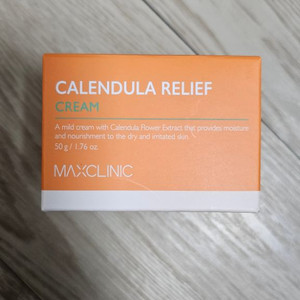 CALENDULA RELIEF
CREAM
A mild cream with Calendula Flower Extract that provides moisture
and nourishment to the dry and irritated skin.
50 g / 1.76 oz
MAXCLINIC